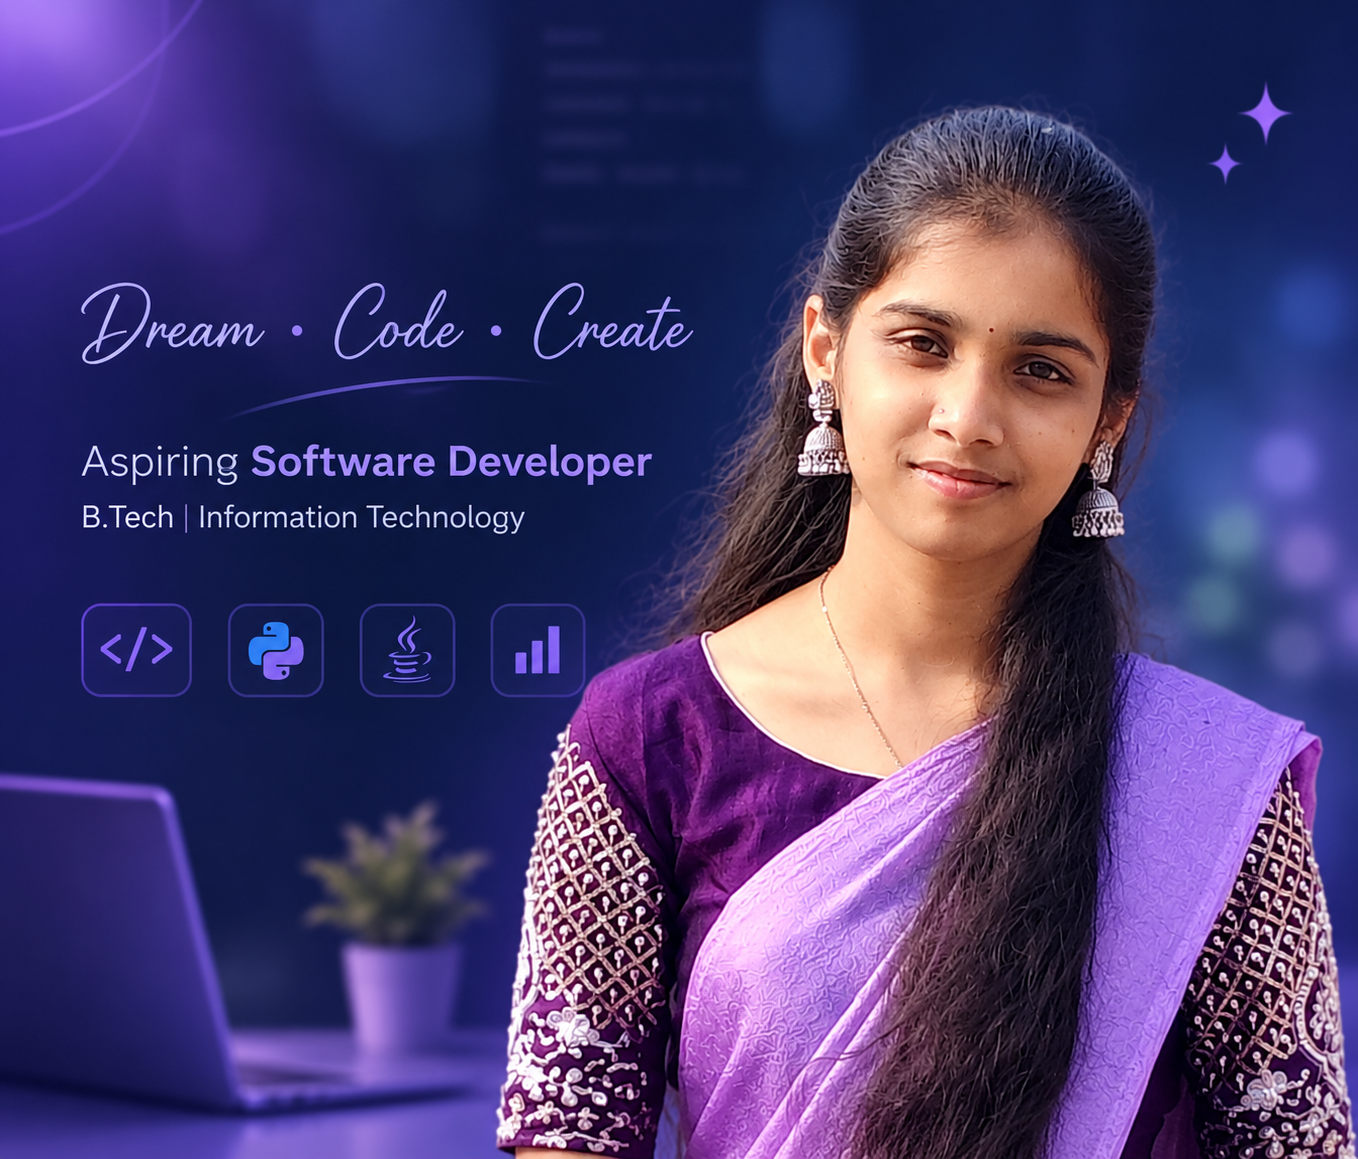 Dream • Code • Create
Aspiring Software Developer
B.Tech | Information Technology
</>